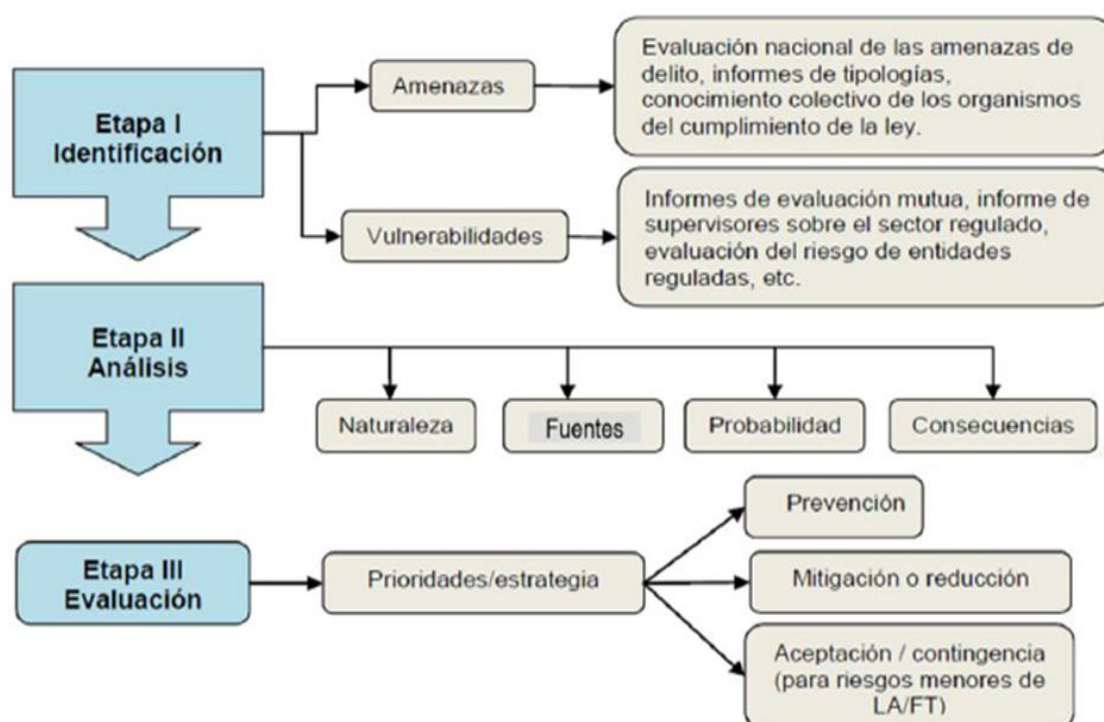 Etapa I
Identificación
Amenazas
Evaluación nacional de las amenazas de
delito, informes de tipologías,
conocimiento colectivo de los organismos
del cumplimiento de la ley.
Vulnerabilidades
Informes de evaluación mutua, informe de
supervisores sobre el sector regulado,
evaluación del riesgo de entidades
reguladas, etc.
Etapa II
Análisis
Naturaleza
Fuentes
Probabilidad
Consecuencias
Etapa III
Evaluación
Prioridades/estrategia
Prevención
Mitigación o reducción
Aceptación / contingencia
(para riesgos menores de
LA/FT)